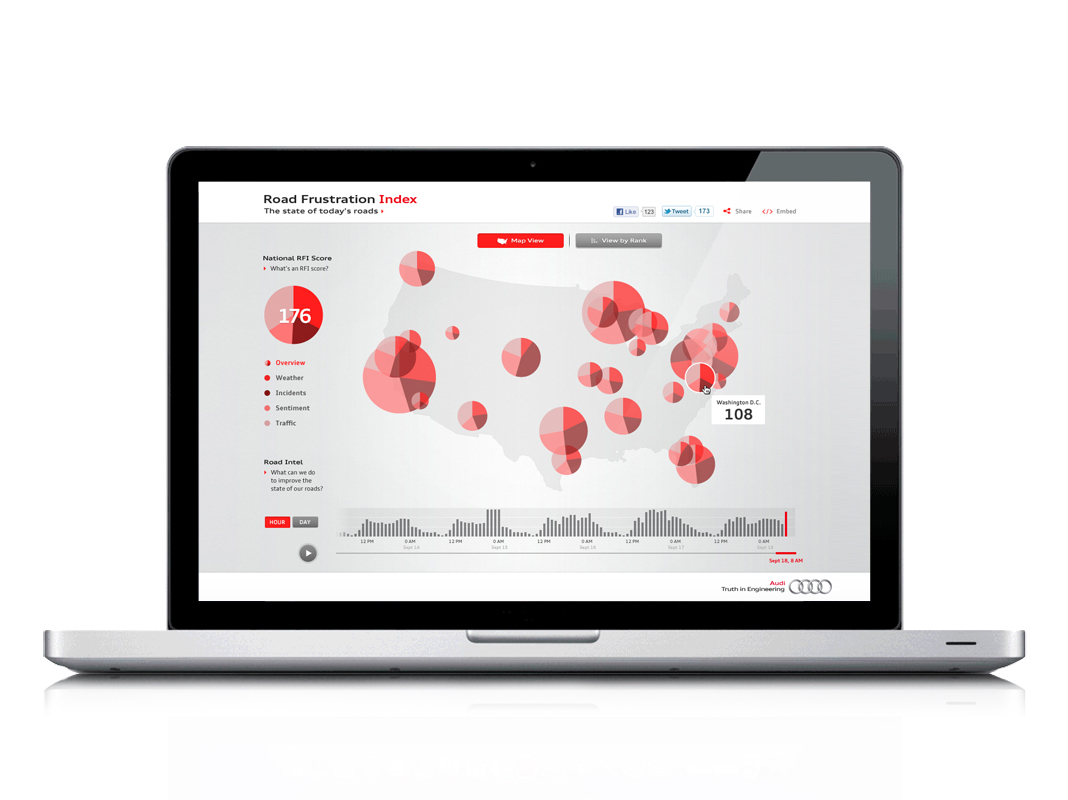 Road Frustration Index
The state of today's roads
Like 123 Tweet 173 Share Embed
Map View View by Rank
National RFI Score
What's an RFI score?
176
Overview
Weather
Incidents
Sentiment
Traffic
Washington D.C.
108
Road Intel
What can we do
to improve the
state of our roads?
HOUR DAY
12 PM 0 AM 12 PM 0 AM 12 PM 0 AM 12 PM 0 AM 12 PM 0 AM
Sept 14 Sept 15 Sept 16 Sept 17 Sept 18
Sept 18, 8 AM
Audi
Truth in Engineering